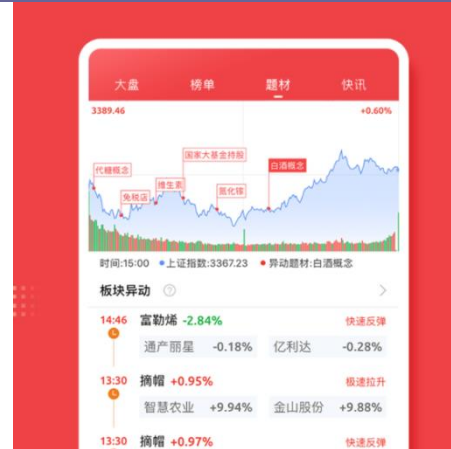 大盘 榜单 题材 快讯
3389.46 +0.60%
国家大基金持股
白酒概念
代糖概念
维生素
氮化镓
免税店
时间:15:00 上证指数:3367.23 异动题材:白酒概念
板块异动
14:46 富勒烯 -2.84% 快速反弹
通产丽星 -0.18% 亿利达 -0.28%
13:30 摘帽 +0.95% 极速拉升
智慧农业 +9.94% 金山股份 +9.88%
13:30 摘帽 +0.97% 快速反弹